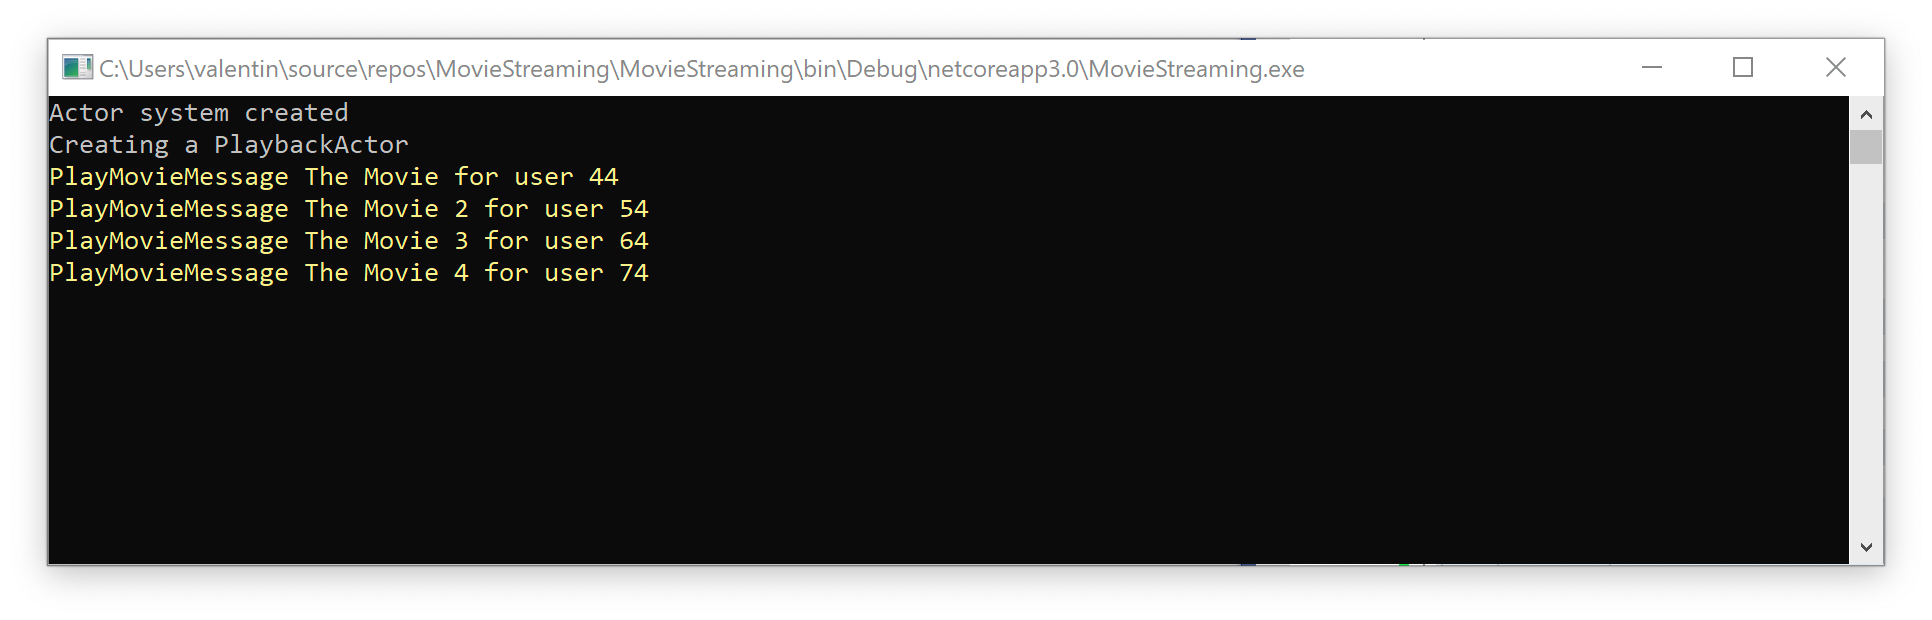 C:\Users\valentin\source\repos\MovieStreaming\MovieStreaming\bin\Debug\netcoreapp3.0\MovieStreaming.exe
Actor system created
Creating a PlaybackActor
PlayMovieMessage The Movie for user 44
PlayMovieMessage The Movie 2 for user 54
PlayMovieMessage The Movie 3 for user 64
PlayMovieMessage The Movie 4 for user 74